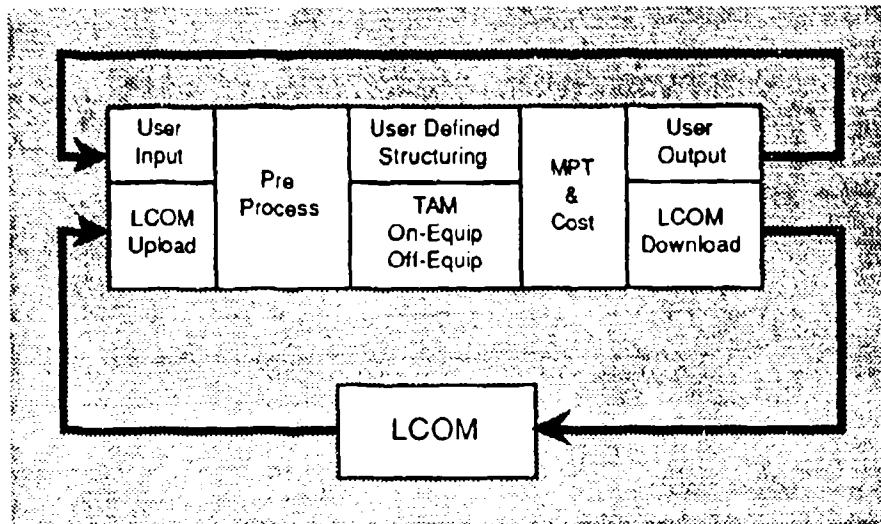 User
Input
LCOM
Upload
Pre
Process
User Defined
Structuring
TAM
On-Equip
Off-Equip
MPT
&
Cost
User
Output
LCOM
Download
LCOM